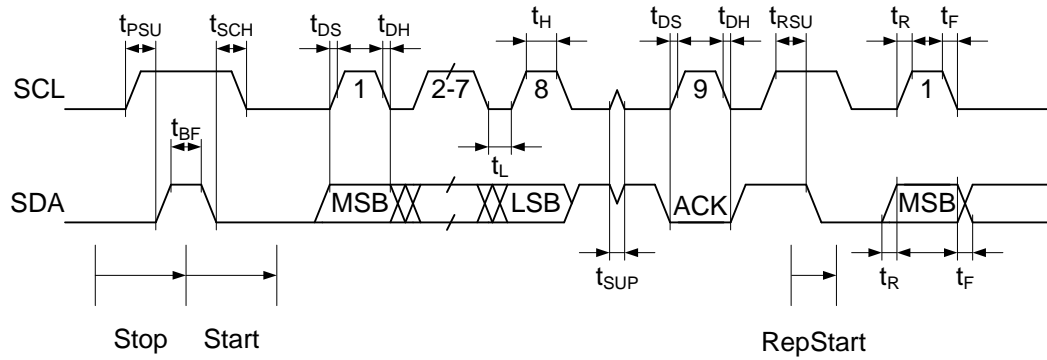 tPSU tSCH tDS tDH tH tDS tDH tRSU tR tF
SCL 1 2-7 8 9 1
tBF tL
SDA MSB LSB ACK MSB
tSUP tR tF
Stop Start RepStart